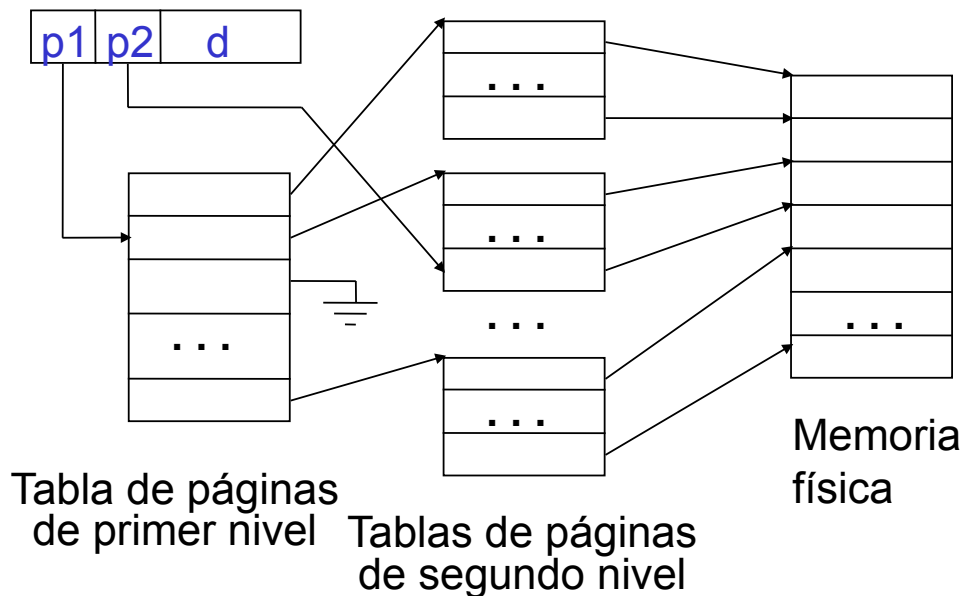 p1 p2 d
. . .
. . .
. . .
. . .
. . .
. . .
Memoria
física
Tabla de páginas
de primer nivel
Tablas de páginas
de segundo nivel